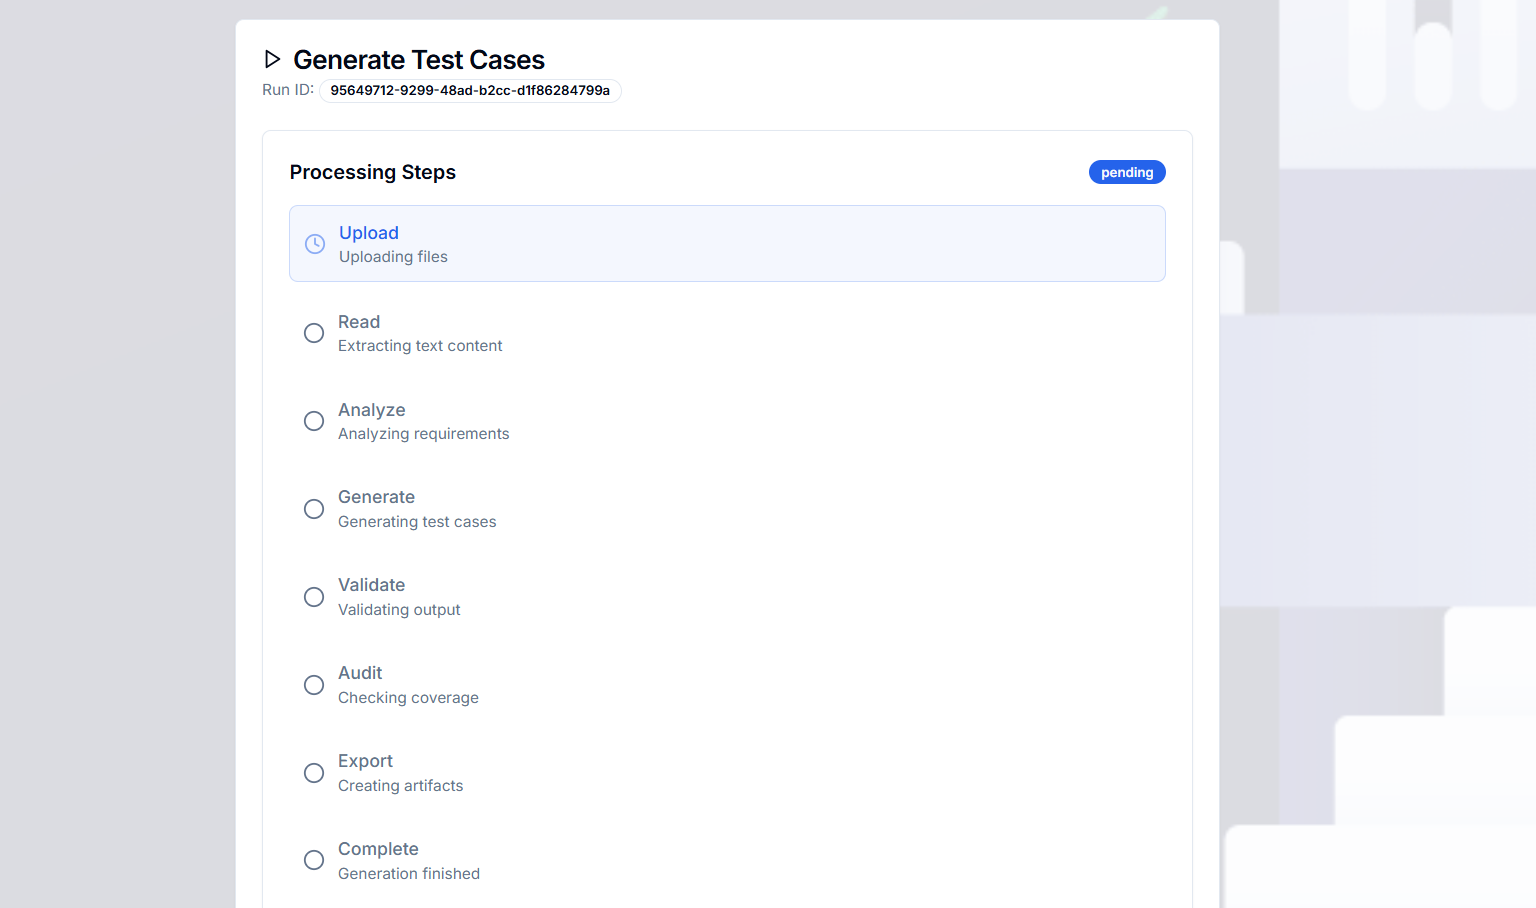 Generate Test Cases
Run ID: 95649712-9299-48ad-b2cc-d1f86284799a
Processing Steps
pending
Upload
Uploading files
Read
Extracting text content
Analyze
Analyzing requirements
Generate
Generating test cases
Validate
Validating output
Audit
Checking coverage
Export
Creating artifacts
Complete
Generation finished